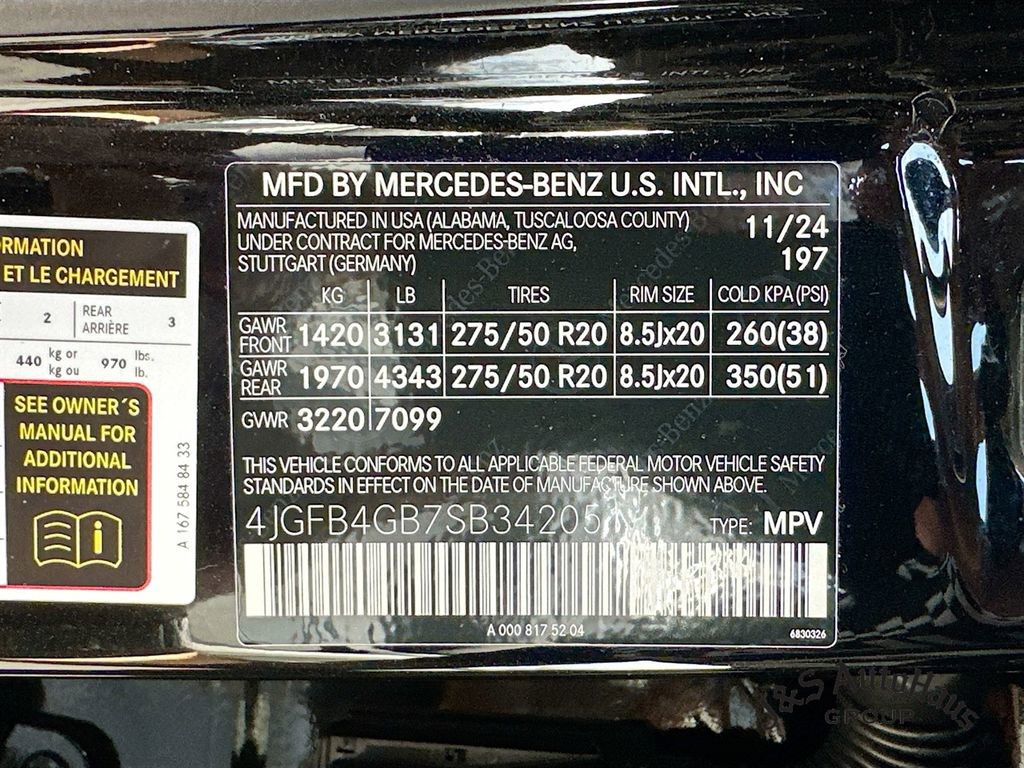 MFD BY MERCEDES-BENZ U.S. INTL., INC
MANUFACTURED IN USA (ALABAMA, TUSCALOOSA COUNTY)
UNDER CONTRACT FOR MERCEDES-BENZ AG,
STUTTGART (GERMANY)
11/24
197
KG LB TIRES RIM SIZE COLD KPA (PSI)
GAWR FRONT 1420 3131 275/50 R20 8.5Jx20 260(38)
GAWR REAR 1970 4343 275/50 R20 8.5Jx20 350(51)
GVWR 3220 7099
THIS VEHICLE CONFORMS TO ALL APPLICABLE FEDERAL MOTOR VEHICLE SAFETY
STANDARDS IN EFFECT ON THE DATE OF MANUFACTURE SHOWN ABOVE.
4JGFB4GB7SB34205 TYPE: MPV
A 000 817 52 04
6830326
ET LE CHARGEMENT
2 REAR ARRIÈRE 3
440 kg or kg ou 970 lbs. lb.
SEE OWNER´S
MANUAL FOR
ADDITIONAL
INFORMATION
A 167 584 84 33
&S AutoHaus
GROUP